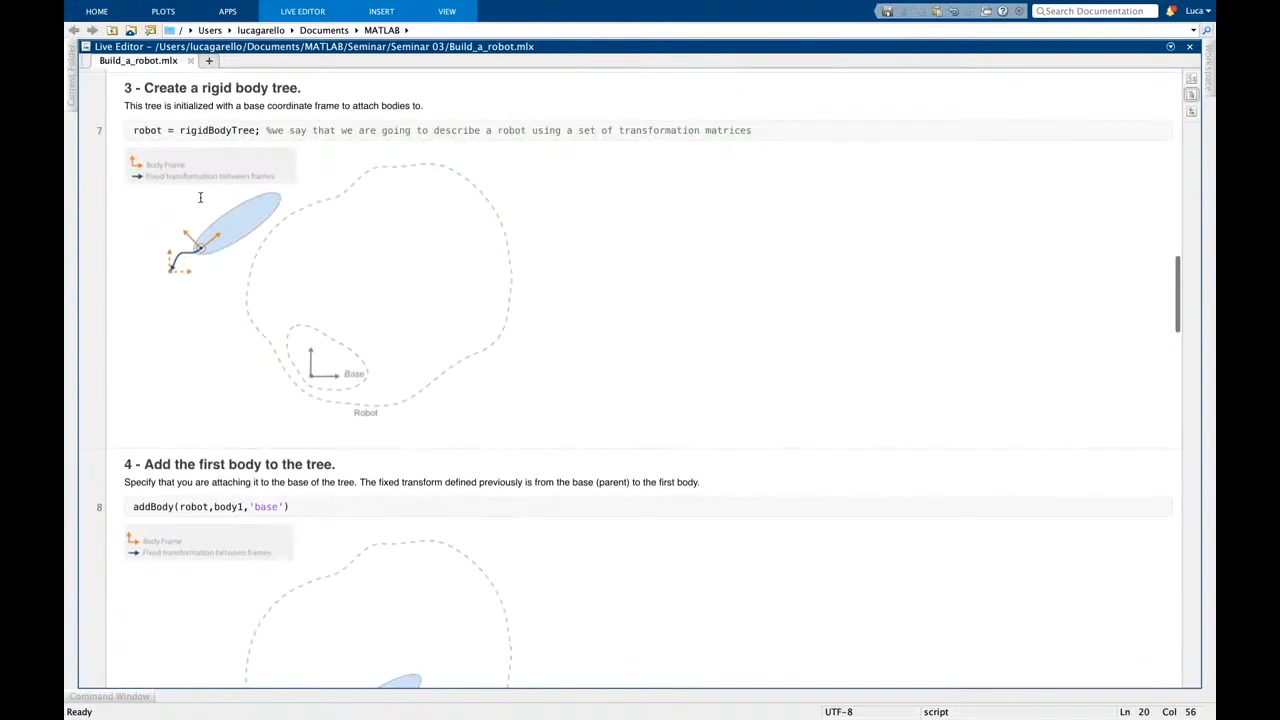 HOME PLOTS APPS LIVE EDITOR INSERT VIEW
Search Documentation
Luca
/ Users lucagarello Documents MATLAB
Live Editor - /Users/lucagarello/Documents/MATLAB/Seminar/Seminar 03/Build_a_robot.mlx
Build_a_robot.mlx
Current Folder
Workspace
3 - Create a rigid body tree.
This tree is initialized with a base coordinate frame to attach bodies to.
7 robot = rigidBodyTree; %we say that we are going to describe a robot using a set of transformation matrices
Body Frame
Fixed transformation between frames
Base
Robot
4 - Add the first body to the tree.
Specify that you are attaching it to the base of the tree. The fixed transform defined previously is from the base (parent) to the first body.
8 addBody(robot,body1,'base')
Body Frame
Fixed transformation between frames
Command Window
Ready
UTF-8
script
Ln 20 Col 56